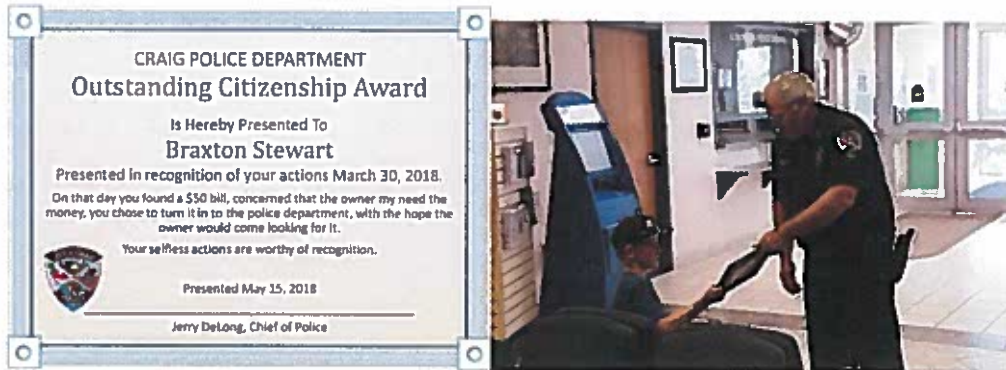 CRAIG POLICE DEPARTMENT
Outstanding Citizenship Award
Is Hereby Presented To
Braxton Stewart
Presented in recognition of your actions March 30, 2018.
On that day you found a $50 bill, concerned that the owner my need the
money, you chose to turn it in to the police department, with the hope the
owner would come looking for it.
Your selfless actions are worthy of recognition.
Presented May 15, 2018
Jerry DeLong, Chief of Police